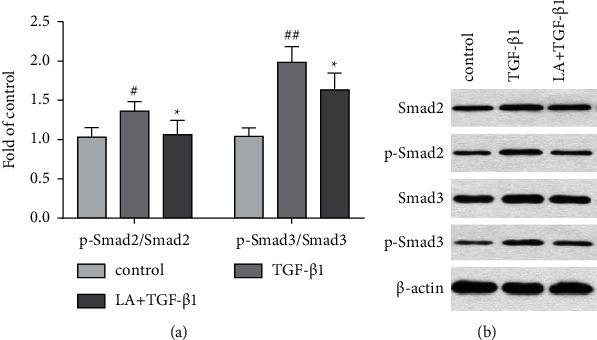 Fold of control
2.5
2.0
1.5
1.0
0.5
0.0
#
*
##
*
p-Smad2/Smad2
p-Smad3/Smad3
control
TGF-β1
LA+TGF-β1
(a)
control
TGF-β1
LA+TGF-β1
Smad2
p-Smad2
Smad3
p-Smad3
β-actin
(b)